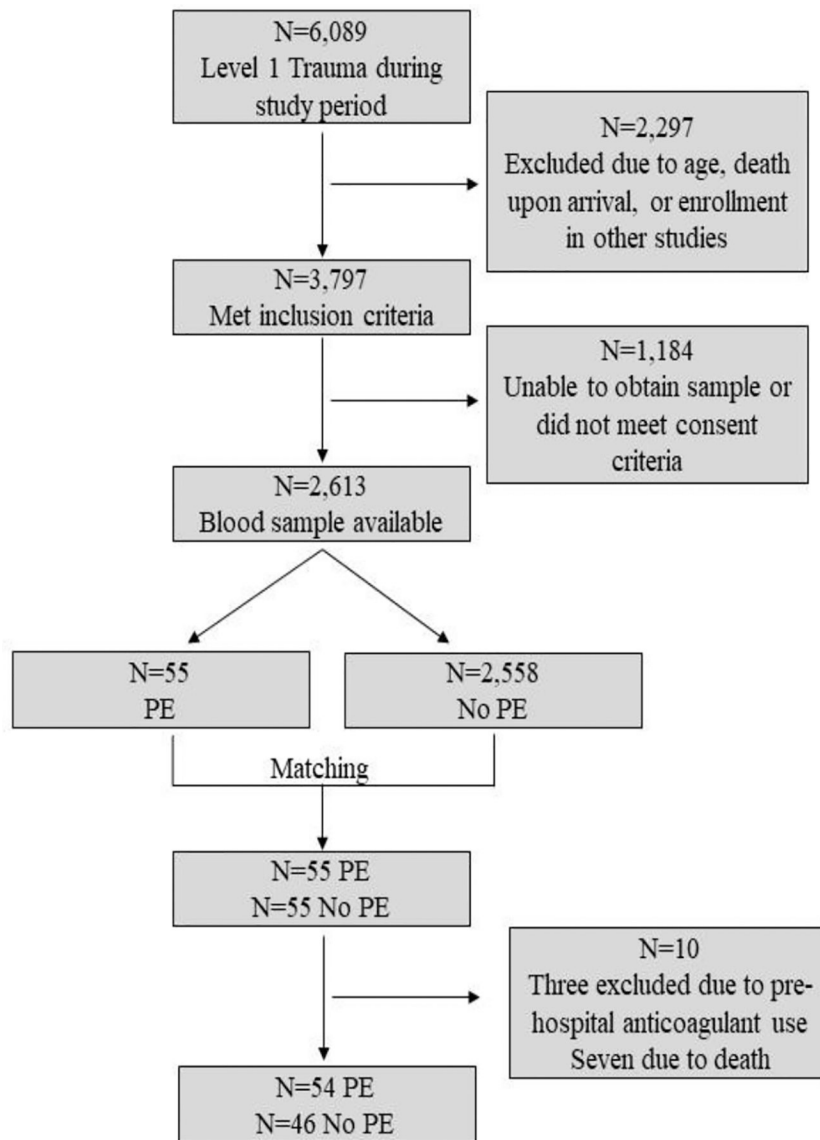 N=6,089
Level 1 Trauma during
study period
N=2,297
Excluded due to age, death
upon arrival, or enrollment
in other studies
N=3,797
Met inclusion criteria
N=1,184
Unable to obtain sample or
did not meet consent
criteria
N=2,613
Blood sample available
N=55
PE
N=2,558
No PE
Matching
N=55 PE
N=55 No PE
N=10
Three excluded due to pre-
hospital anticoagulant use
Seven due to death
N=54 PE
N=46 No PE